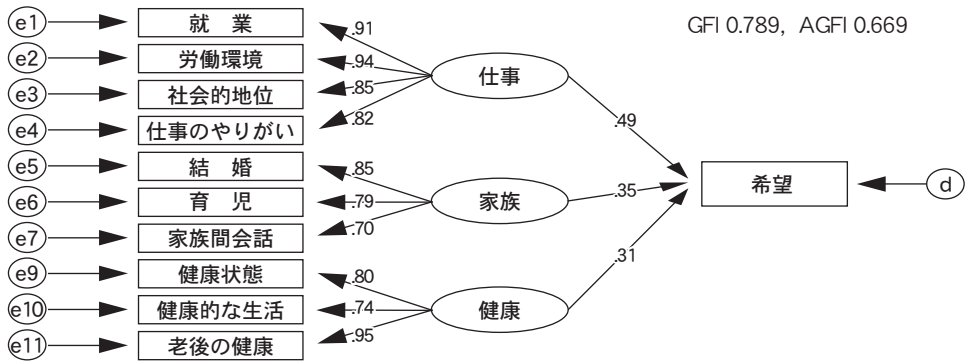 GFI 0.789, AGFI 0.669
e1 就　業 .91
e2 労働環境 .94
e3 社会的地位 .85
e4 仕事のやりがい .82
仕事 .49
e5 結　婚 .85
e6 育　児 .79
e7 家族間会話 .70
家族 .35
e9 健康状態 .80
e10 健康的な生活 .74
e11 老後の健康 .95
健康 .31
希望
d